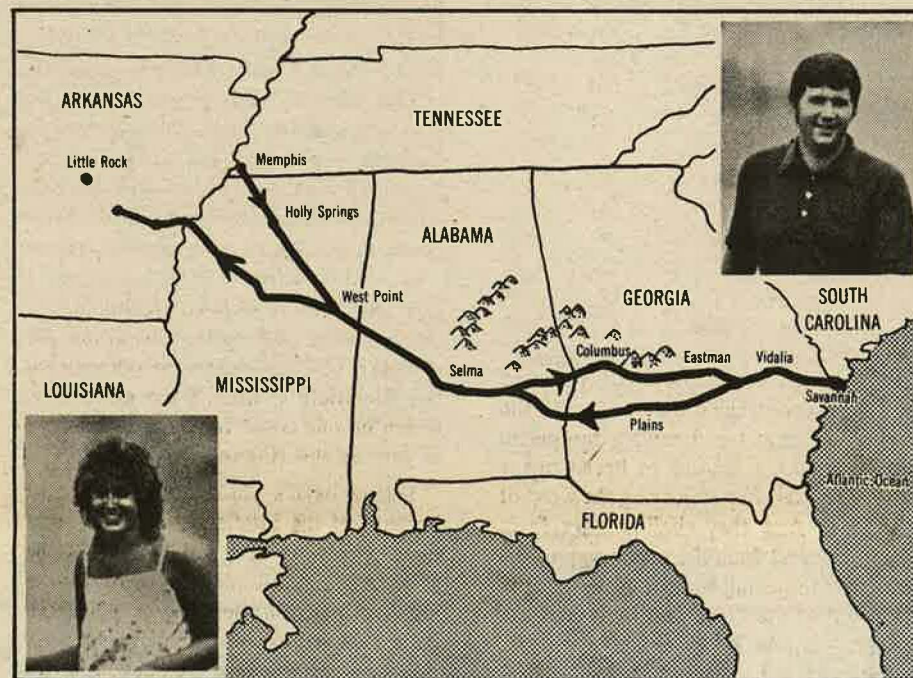 ARKANSAS
TENNESSEE
Little Rock
Memphis
Holly Springs
ALABAMA
West Point
GEORGIA
SOUTH
CAROLINA
Columbus
Eastman
Vidalia
Selma
Savannah
LOUISIANA
MISSISSIPPI
Plains
Atlantic Ocean
FLORIDA